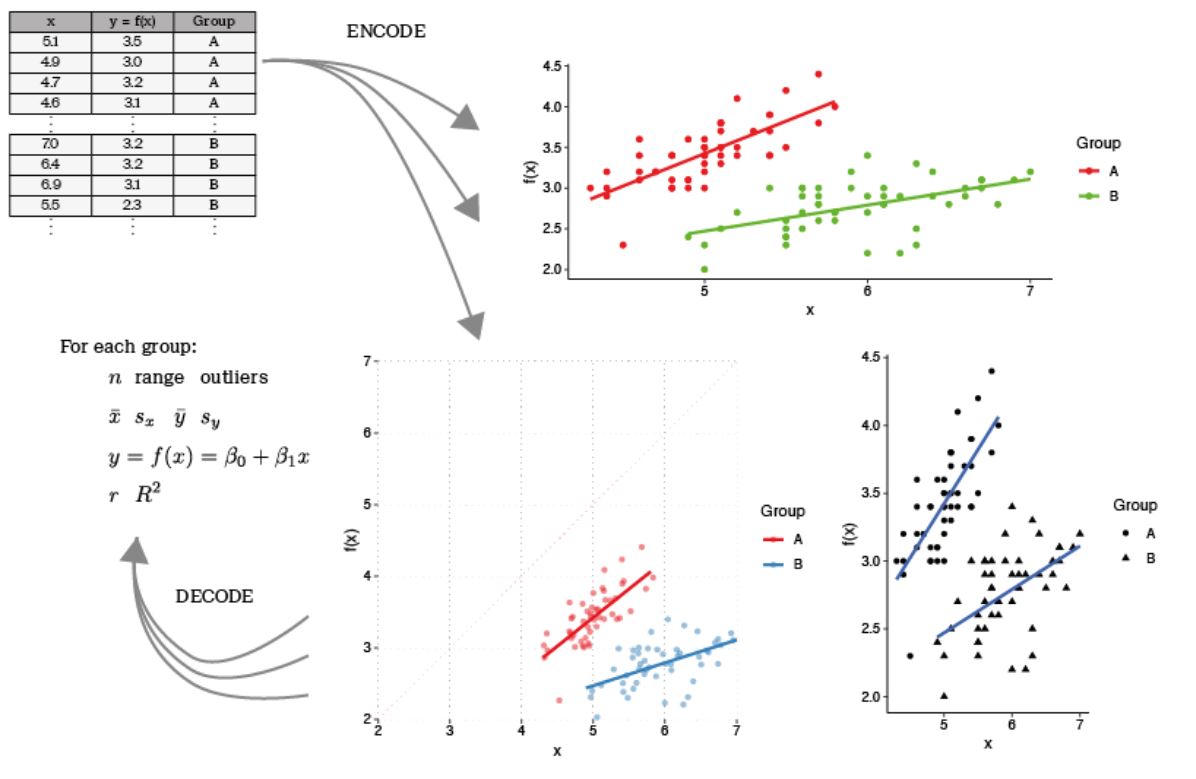 x y = f(x) Group
5.1 3.5 A
4.9 3.0 A
4.7 3.2 A
4.6 3.1 A
⋮ ⋮ ⋮
7.0 3.2 B
6.4 3.2 B
6.9 3.1 B
5.5 2.3 B
⋮ ⋮ ⋮
ENCODE
4.5
4.0
3.5
3.0
2.5
2.0
f(x)
5 6 7
x
Group
A
B
For each group:
n range outliers
x̄ sₓ ȳ s_y
y = f(x) = β₀ + β₁x
r R²
DECODE
7
6
5
4
3
2
f(x)
2 3 4 5 6 7
x
Group
A
B
4.5
4.0
3.5
3.0
2.5
2.0
f(x)
5 6 7
x
Group
A
B